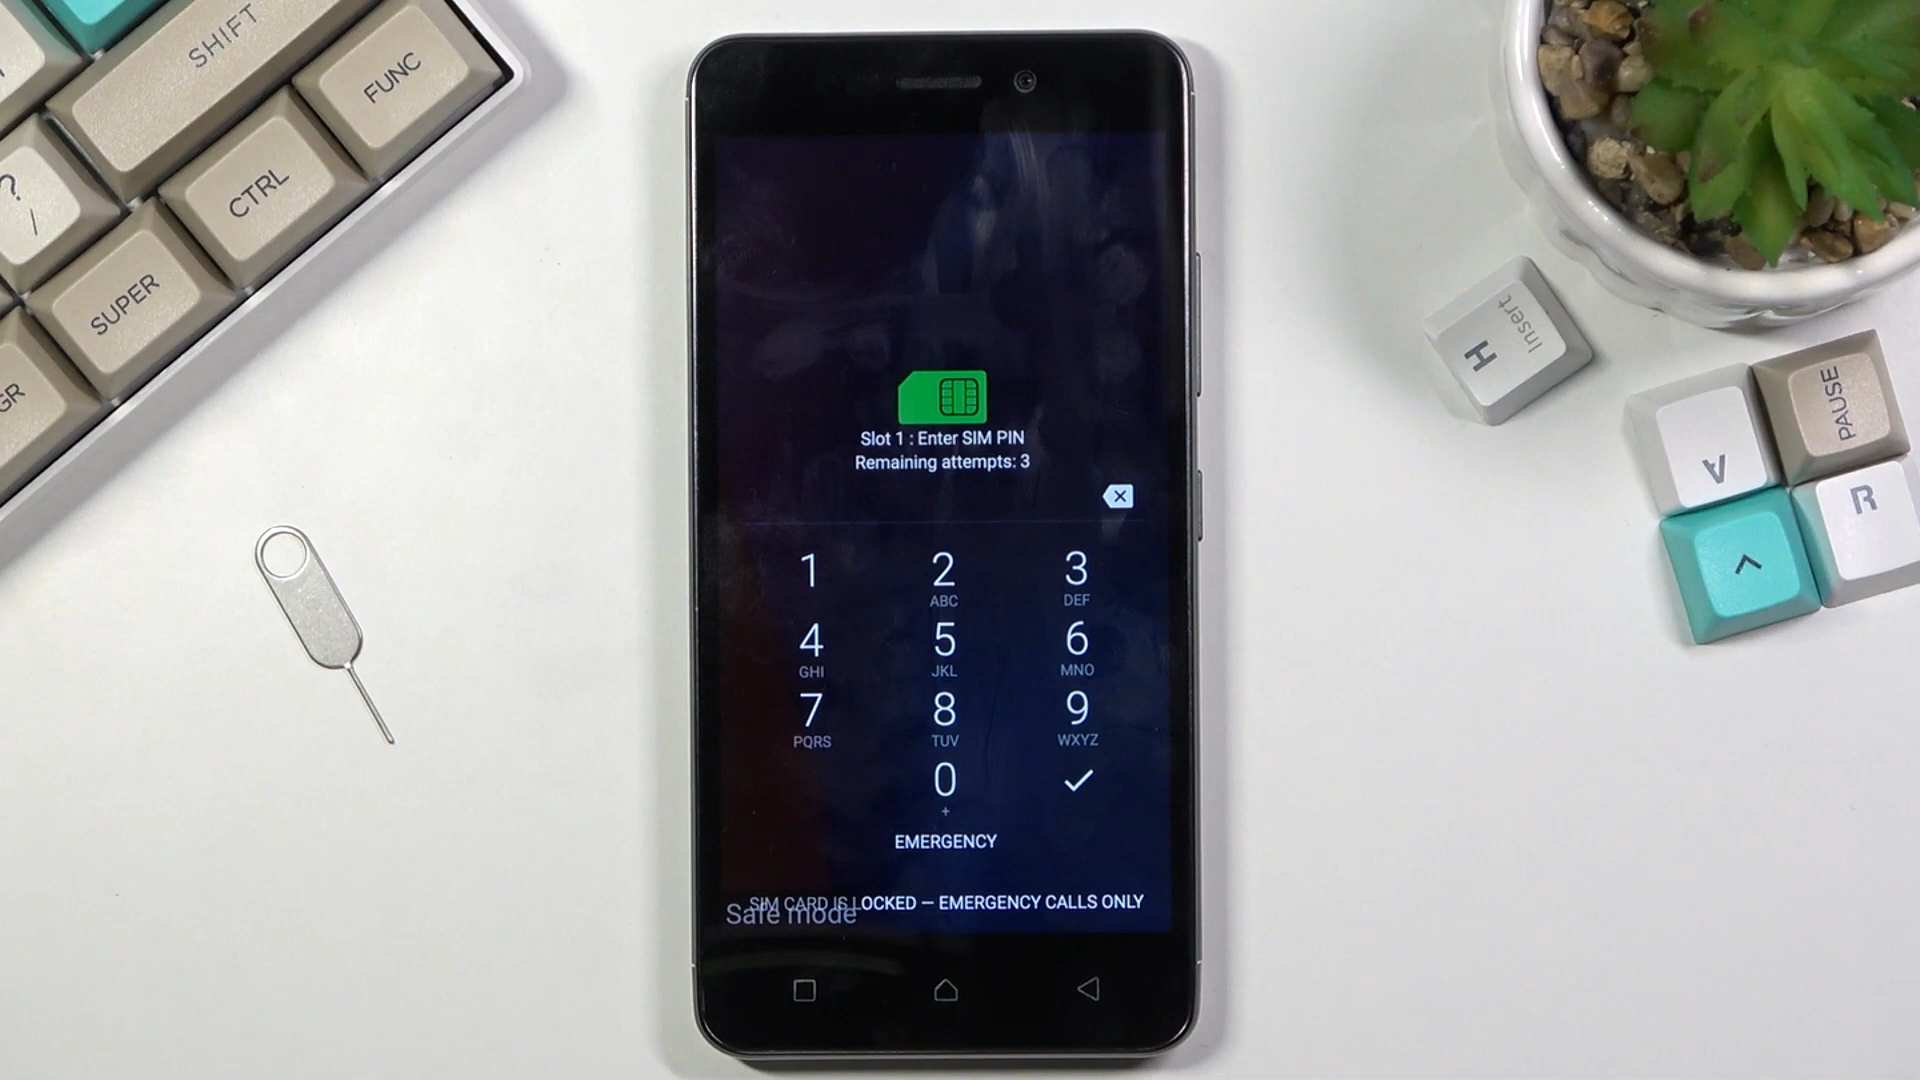 SHIFT
FUNC
?
/
CTRL
SUPER
GR
Insert
H
PAUSE
A
R
^
Slot 1 : Enter SIM PIN
Remaining attempts: 3
1
2
3
ABC
DEF
4
5
6
GHI
JKL
MNO
7
8
9
PQRS
TUV
WXYZ
0
+
EMERGENCY
SIM CARD IS LOCKED — EMERGENCY CALLS ONLY
Safe mode